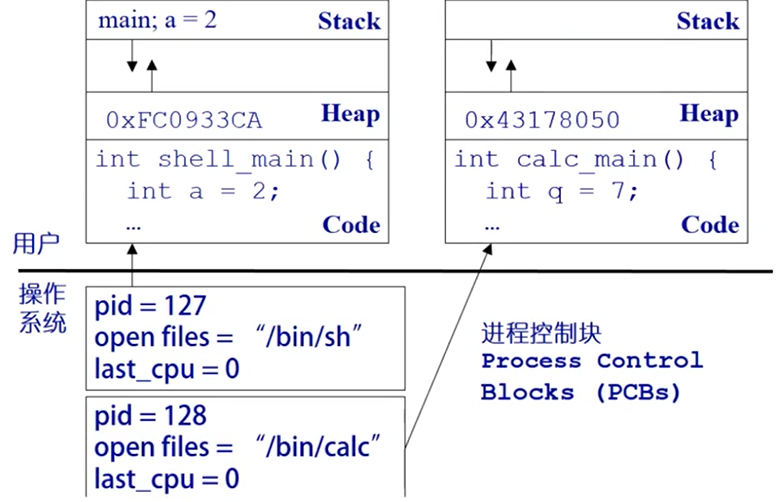 main; a = 2 Stack
0xFC0933CA Heap
int shell_main() {
int a = 2;
... Code
Stack
0x43178050 Heap
int calc_main() {
int q = 7;
... Code
用户
操作
系统
pid = 127
open files = “/bin/sh”
last_cpu = 0
pid = 128
open files = “/bin/calc”
last_cpu = 0
进程控制块
Process Control
Blocks (PCBs)